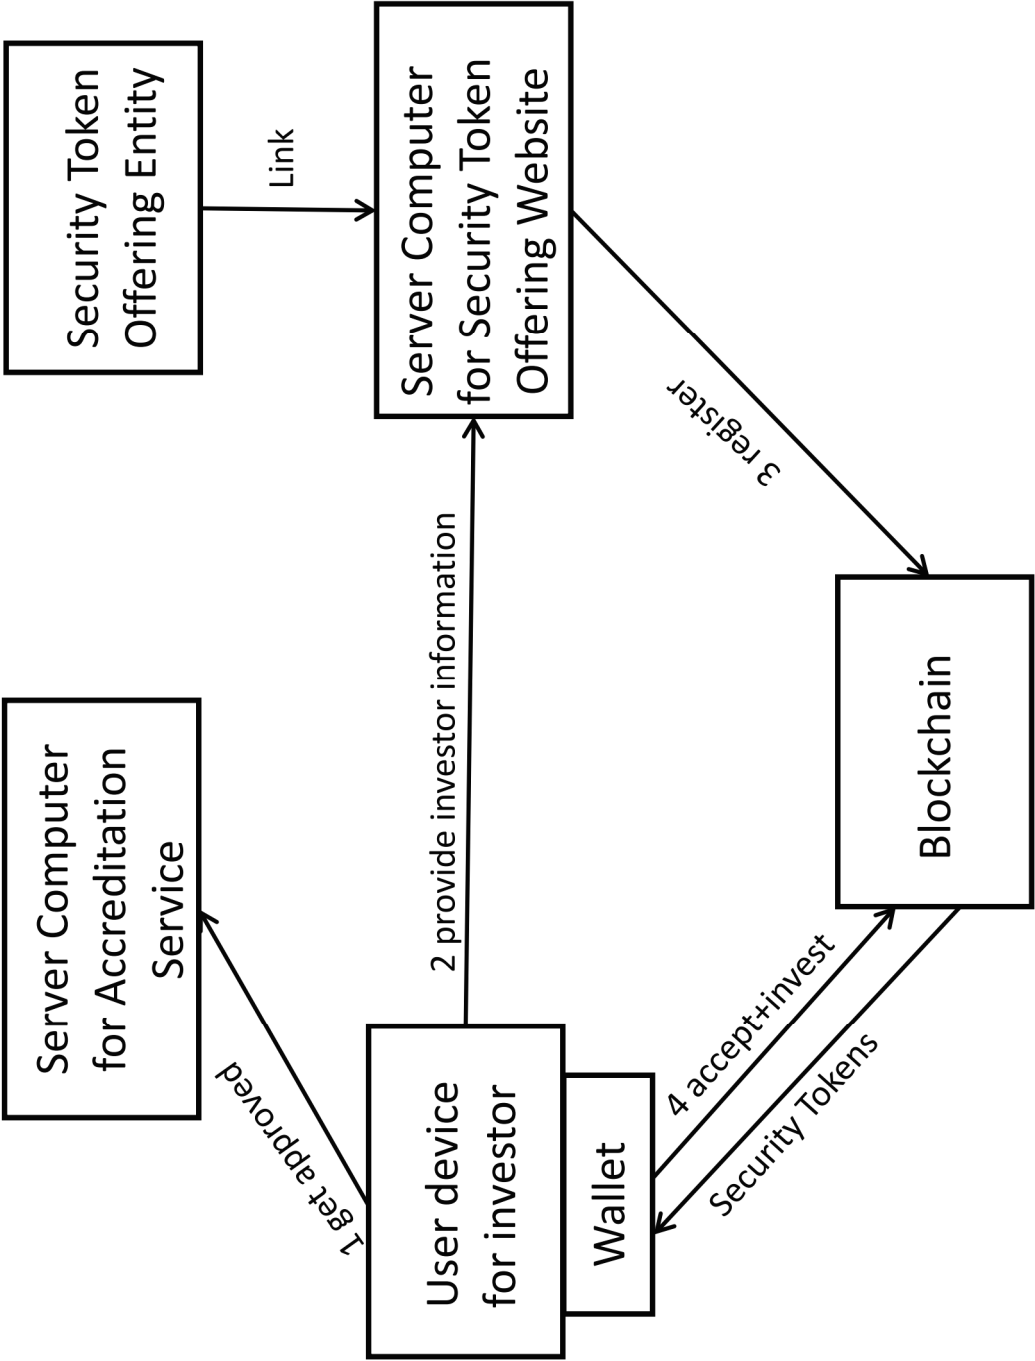 Server Computer
for Accreditation
Service
Security Token
Offering Entity
1 get approved
Link
User device
for investor
2 provide investor information
Server Computer
for Security Token
Offering Website
Wallet
4 accept+invest
Security Tokens
3 register
Blockchain